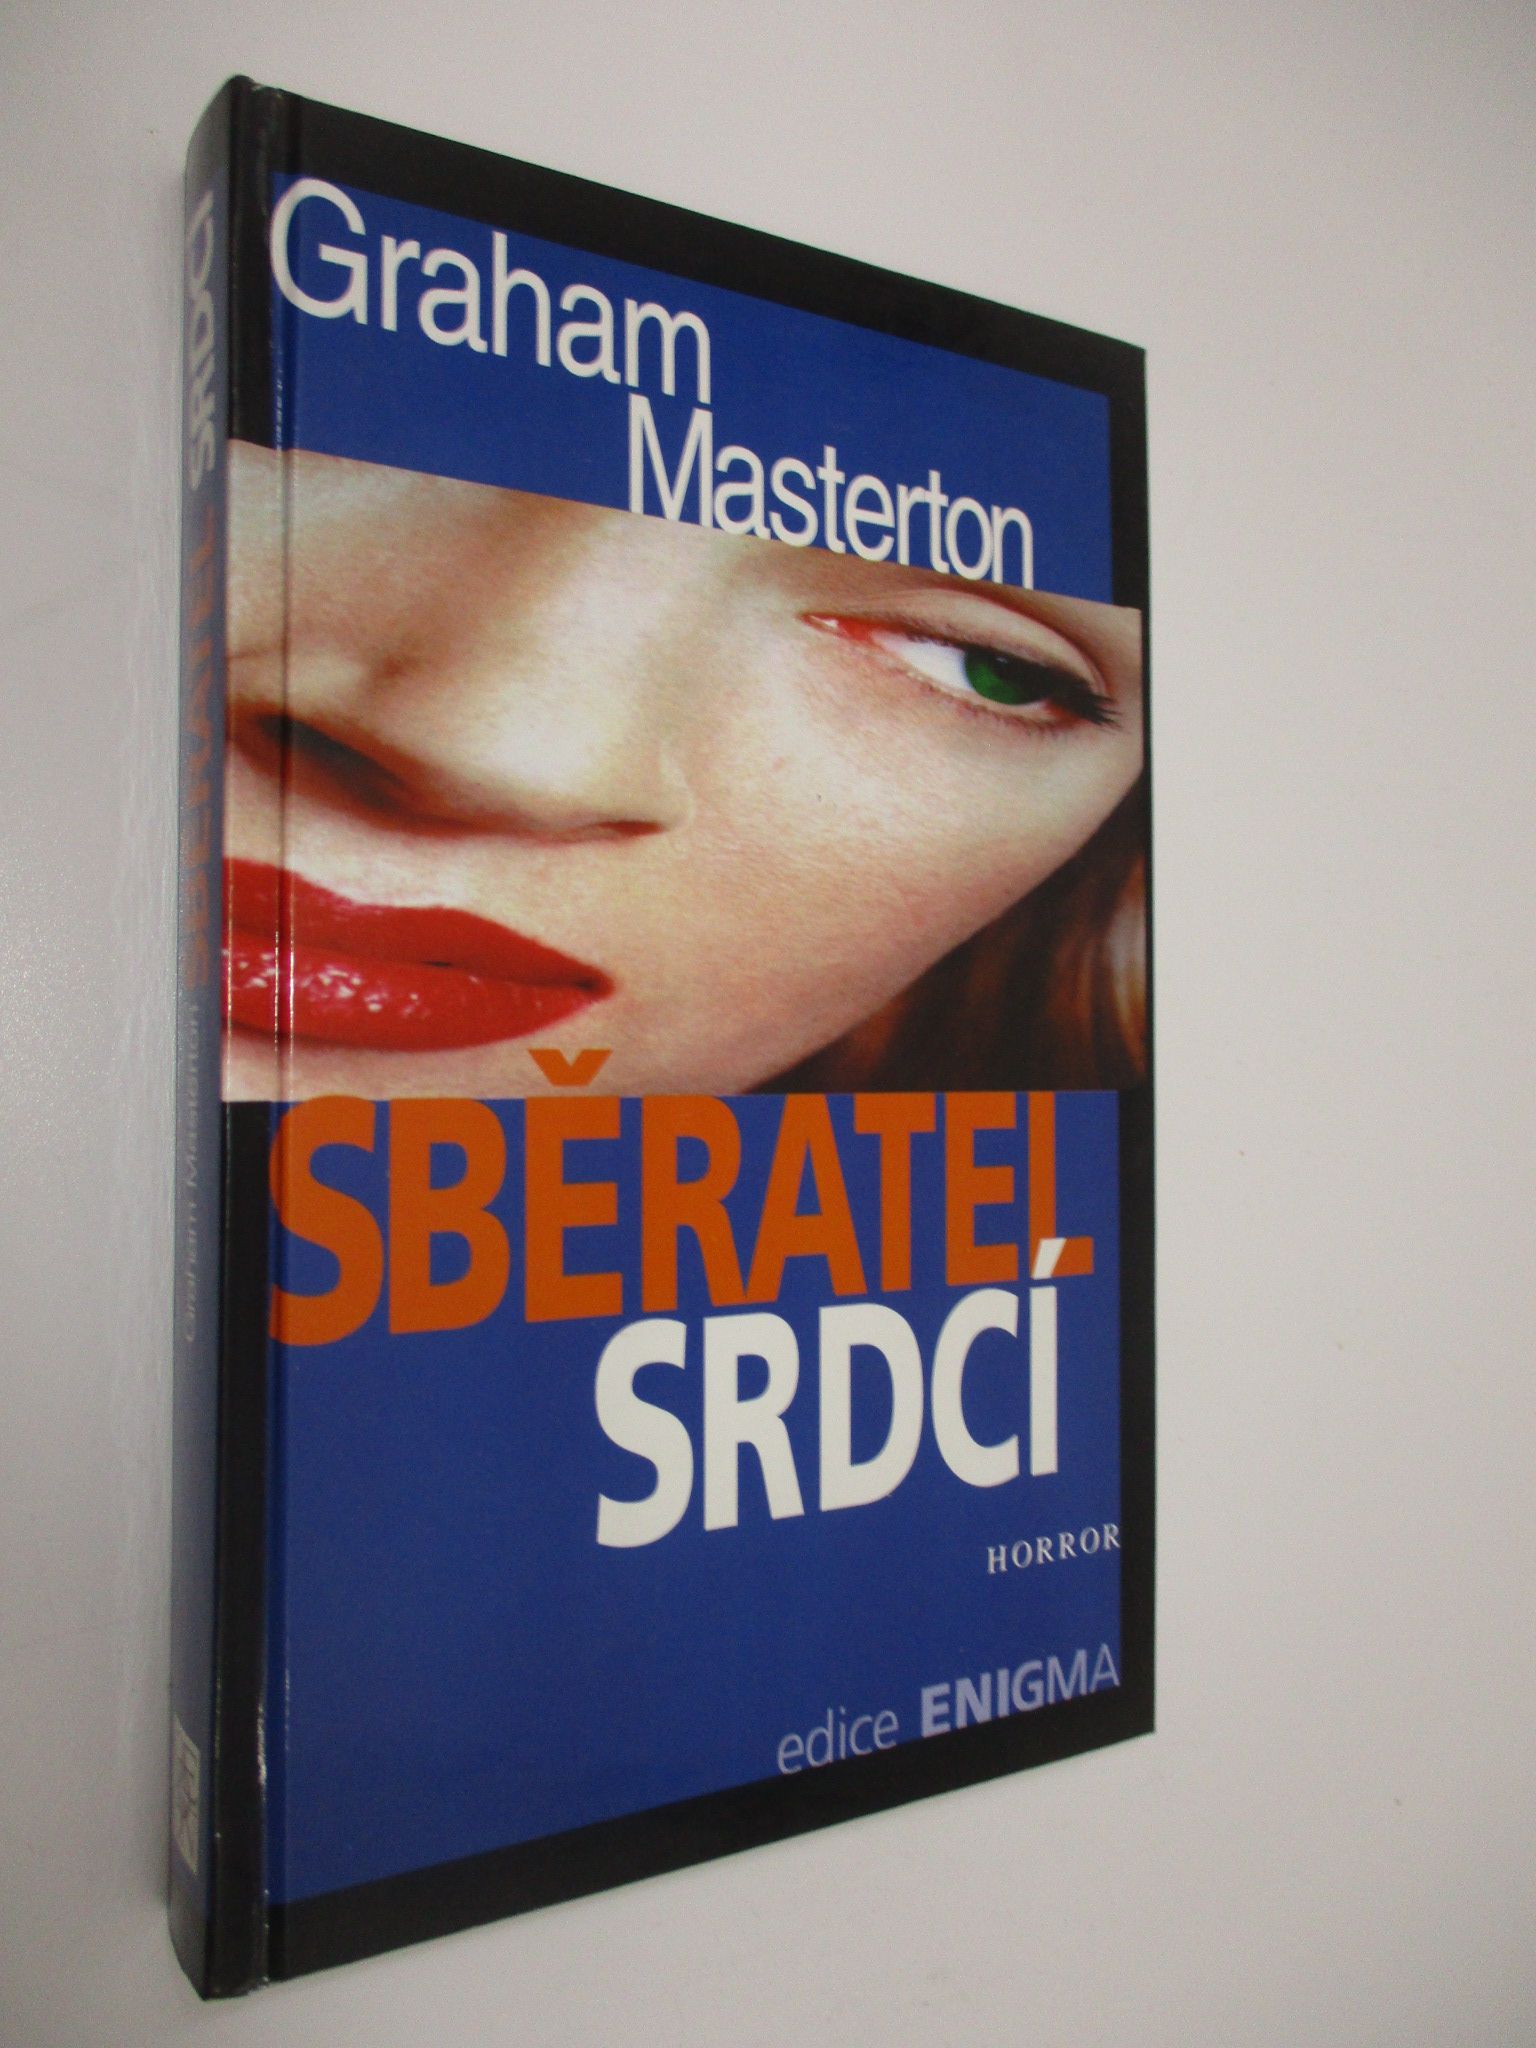 Graham
Masterton
SBĚRATEL
SRDCÍ
HORROR
edice ENIGMA
Graham Masterton SBĚRATEL SRDCÍ